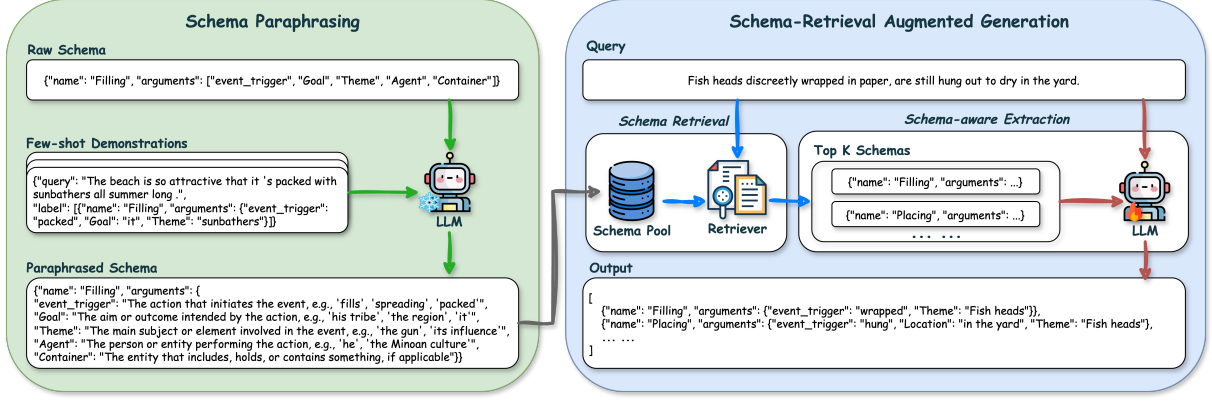 Schema Paraphrasing
Raw Schema
{"name": "Filling", "arguments": ["event_trigger", "Goal", "Theme", "Agent", "Container"]}
Few-shot Demonstrations
{"query": "The beach is so attractive that it 's packed with
sunbathers all summer long .",
"label": [{"name": "Filling", "arguments": {"event_trigger":
"packed", "Goal": "it", "Theme": "sunbathers"}]}
LLM
Paraphrased Schema
{"name": "Filling", "arguments": {
"event_trigger": "The action that initiates the event, e.g., 'fills', 'spreading', 'packed'",
"Goal": "The aim or outcome intended by the action, e.g., 'his tribe', 'the region', 'it'",
"Theme": "The main subject or element involved in the event, e.g., 'the gun', 'its influence'",
"Agent": "The person or entity performing the action, e.g., 'he', 'the Minoan culture'",
"Container": "The entity that includes, holds, or contains something, if applicable"}}
Schema-Retrieval Augmented Generation
Query
Fish heads discreetly wrapped in paper, are still hung out to dry in the yard.
Schema Retrieval
Schema Pool
Retriever
Schema-aware Extraction
Top K Schemas
{"name": "Filling", "arguments": ...}
{"name": "Placing", "arguments": ...}
... ...
LLM
Output
[
{"name": "Filling", "arguments": {"event_trigger": "wrapped", "Theme": "Fish heads"}},
{"name": "Placing", "arguments": {"event_trigger": "hung", "Location": "in the yard", "Theme": "Fish heads"},
... ...
]